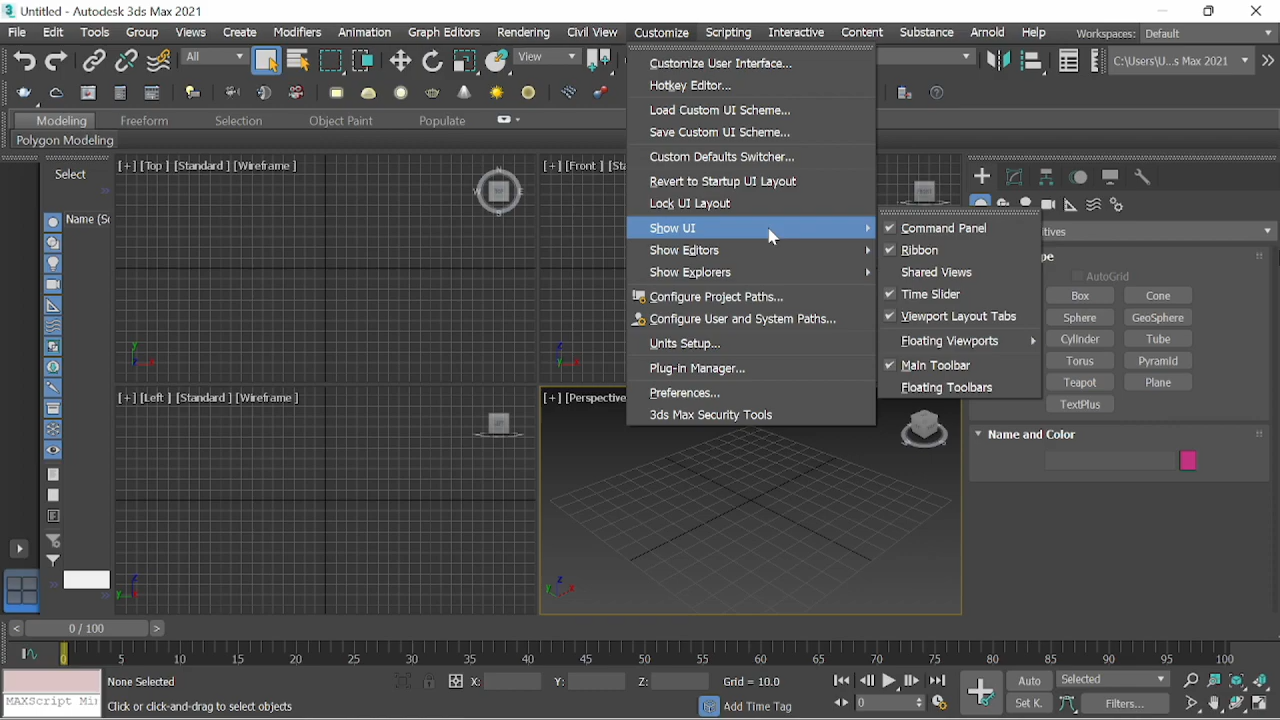 Untitled - Autodesk 3ds Max 2021
File Edit Tools Group Views Create Modifiers Animation Graph Editors Rendering Civil View Customize Scripting Interactive Content Substance Arnold Help Workspaces: Default
All View C:\Users\U...s Max 2021
Modeling Freeform Selection Object Paint Populate
Polygon Modeling
Select
Name (S
[+] [Top ] [Standard ] [Wireframe ]
[+] [Front ] [Sta
[+] [Left ] [Standard ] [Wireframe ]
[+] [Perspective
N
W TOP E
S
Customize User Interface...
Hotkey Editor...
Load Custom UI Scheme...
Save Custom UI Scheme...
Custom Defaults Switcher...
Revert to Startup UI Layout
Lock UI Layout
Show UI
Show Editors
Show Explorers
Configure Project Paths...
Configure User and System Paths...
Units Setup...
Plug-in Manager...
Preferences...
3ds Max Security Tools
Command Panel
Ribbon
Shared Views
Time Slider
Viewport Layout Tabs
Floating Viewports
Main Toolbar
Floating Toolbars
itives
pe
AutoGrid
Box Cone
Sphere GeoSphere
Cylinder Tube
Torus Pyramid
Teapot Plane
TextPlus
Name and Color
y
x
z
y x
z
y
z
y x
< 0 / 100 >
0 5 10 15 20 25 30 35 40 45 50 55 60 65 70 75 80 85 90 95 100
None Selected X: Y: Z: Grid = 10.0 Auto Selected
MAXScript Mi Click or click-and-drag to select objects Add Time Tag 0 Set K. Filters...